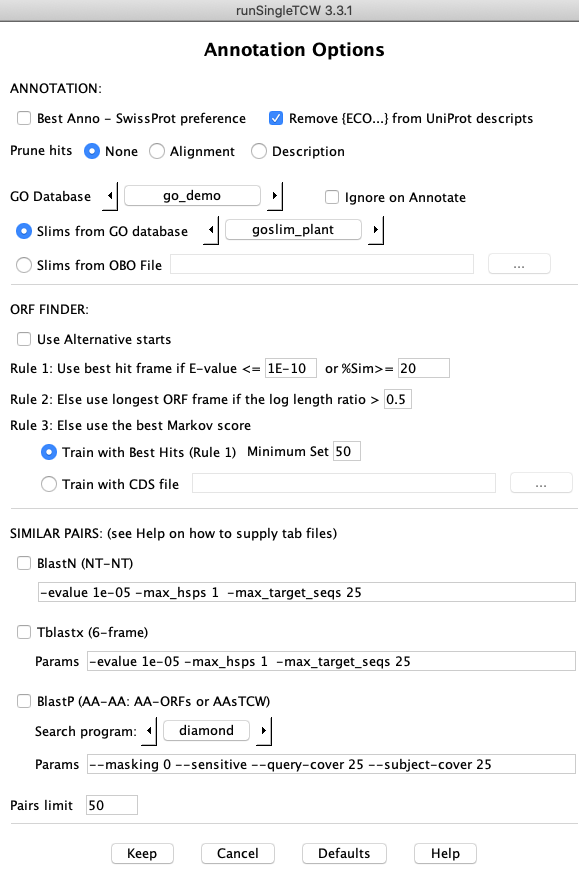 runSingleTCW 3.3.1
Annotation Options
ANNOTATION:
Best Anno - SwissProt preference Remove {ECO...} from UniProt descripts
Prune hits None Alignment Description
GO Database go_demo Ignore on Annotate
Slims from GO database goslim_plant
Slims from OBO File ...
ORF FINDER:
Use Alternative starts
Rule 1: Use best hit frame if E-value <= 1E-10 or %Sim>= 20
Rule 2: Else use longest ORF frame if the log length ratio > 0.5
Rule 3: Else use the best Markov score
Train with Best Hits (Rule 1) Minimum Set 50
Train with CDS file ...
SIMILAR PAIRS: (see Help on how to supply tab files)
BlastN (NT-NT)
-evalue 1e-05 -max_hsps 1  -max_target_seqs 25
Tblastx (6-frame)
Params -evalue 1e-05 -max_hsps 1  -max_target_seqs 25
BlastP (AA-AA: AA-ORFs or AAsTCW)
Search program: diamond
Params --masking 0 --sensitive --query-cover 25 --subject-cover 25
Pairs limit 50
Keep Cancel Defaults Help